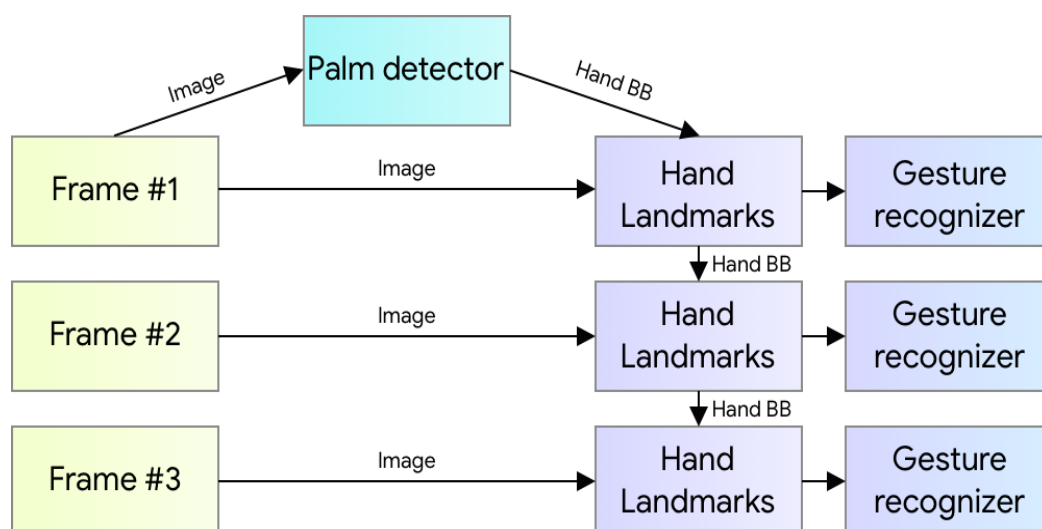 Palm detector
Image
Hand BB
Frame #1
Image
Hand
Landmarks
Gesture
recognizer
Hand BB
Frame #2
Image
Hand
Landmarks
Gesture
recognizer
Hand BB
Frame #3
Image
Hand
Landmarks
Gesture
recognizer